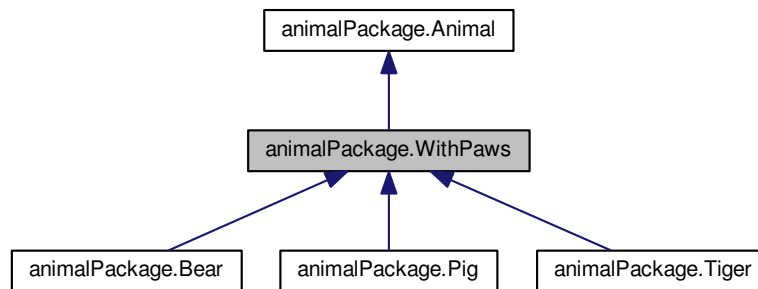 animalPackage.Animal
animalPackage.WithPaws
animalPackage.Bear
animalPackage.Pig
animalPackage.Tiger